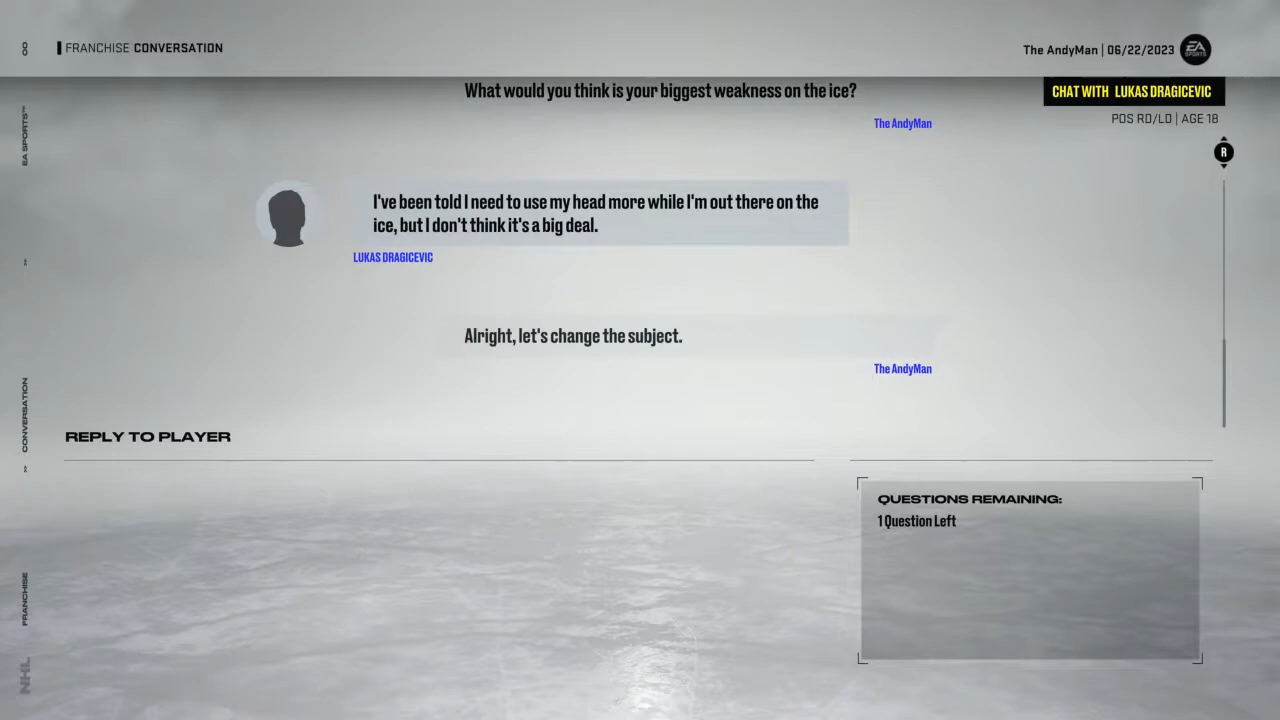 FRANCHISE CONVERSATION
The AndyMan | 06/22/2023
EA SPORTS
What would you think is your biggest weakness on the ice?
CHAT WITH LUKAS DRAGICEVIC
POS RD/LD | AGE 18
The AndyMan
R
I've been told I need to use my head more while I'm out there on the
ice, but I don't think it's a big deal.
LUKAS DRAGICEVIC
Alright, let's change the subject.
The AndyMan
REPLY TO PLAYER
QUESTIONS REMAINING:
1 Question Left
EA SPORTS™
CONVERSATION
FRANCHISE
NHL